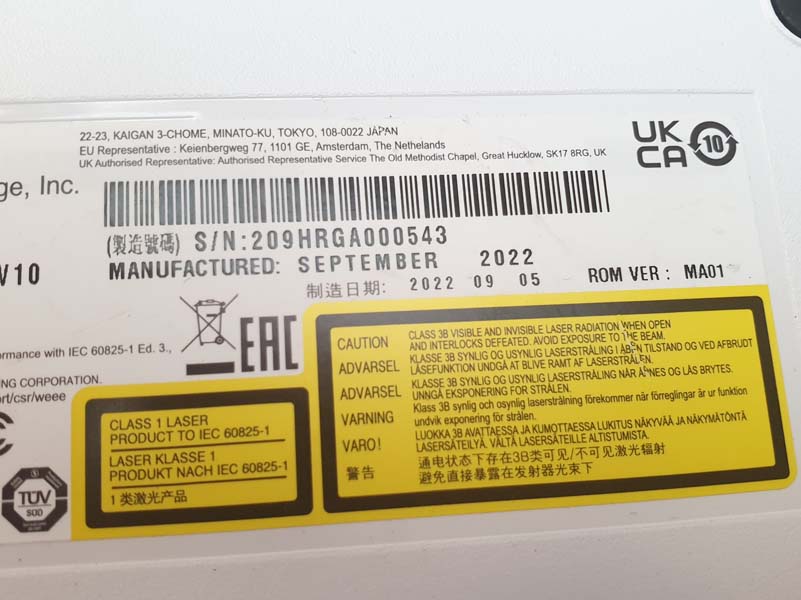 22-23, KAIGAN 3-CHOME, MINATO-KU, TOKYO, 108-0022 JAPAN
EU Representative : Keienbergweg 77, 1101 GE, Amsterdam, The Nethelands
UK Authorised Representative: Authorised Representative Service The Old Methodist Chapel, Great Hucklow, SK17 8RG, UK
UK
CA
10
ge, Inc.
(製造號碼) S/N:209HRGA000543
V10
MANUFACTURED: SEPTEMBER 2022
制造日期: 2022 09 05
ROM VER : MA01
EAC
ormance with IEC 60825-1 Ed. 3.,
NG CORPORATION.
rt/csr/weee
CLASS 1 LASER
PRODUCT TO IEC 60825-1
LASER KLASSE 1
PRODUKT NACH IEC 60825-1
1 类激光产品
TÜV
SÜD
CAUTION CLASS 3B VISIBLE AND INVISIBLE LASER RADIATION WHEN OPEN
AND INTERLOCKS DEFEATED. AVOID EXPOSURE TO THE BEAM.
ADVARSEL KLASSE 3B SYNLIG OG USYNLIG LASERSTRÅLING I ÅBEN TILSTAND OG VED AFBRUDT
LÅSEFUNKTION UNDGÅ AT BLIVE RAMT AF LASERSTRÅLEN.
ADVARSEL KLASSE 3B SYNLIG OG USYNLIG LASERSTRÅLING NÅR ÅPNES OG LÅS BRYTES.
UNNGÅ EKSPONERING FOR STRÅLEN.
VARNING Klass 3B synlig och osynlig laserstrålning förekommer när förreglingar är ur funktion
undvik exponering för strålen.
VARO! LUOKKA 3B AVATTAESSA JA KUMOTTAESSA LUKITUS NÄKYVÄÄ JA NÄKYMÄTÖNTÄ
LASERSÄTEILYÄ. VÄLTÄ LASERSÄTEILLE ALTISTUMISTA.
警告 通电状态下存在3B类可见/不可见激光辐射
避免直接暴露在发射器光束下